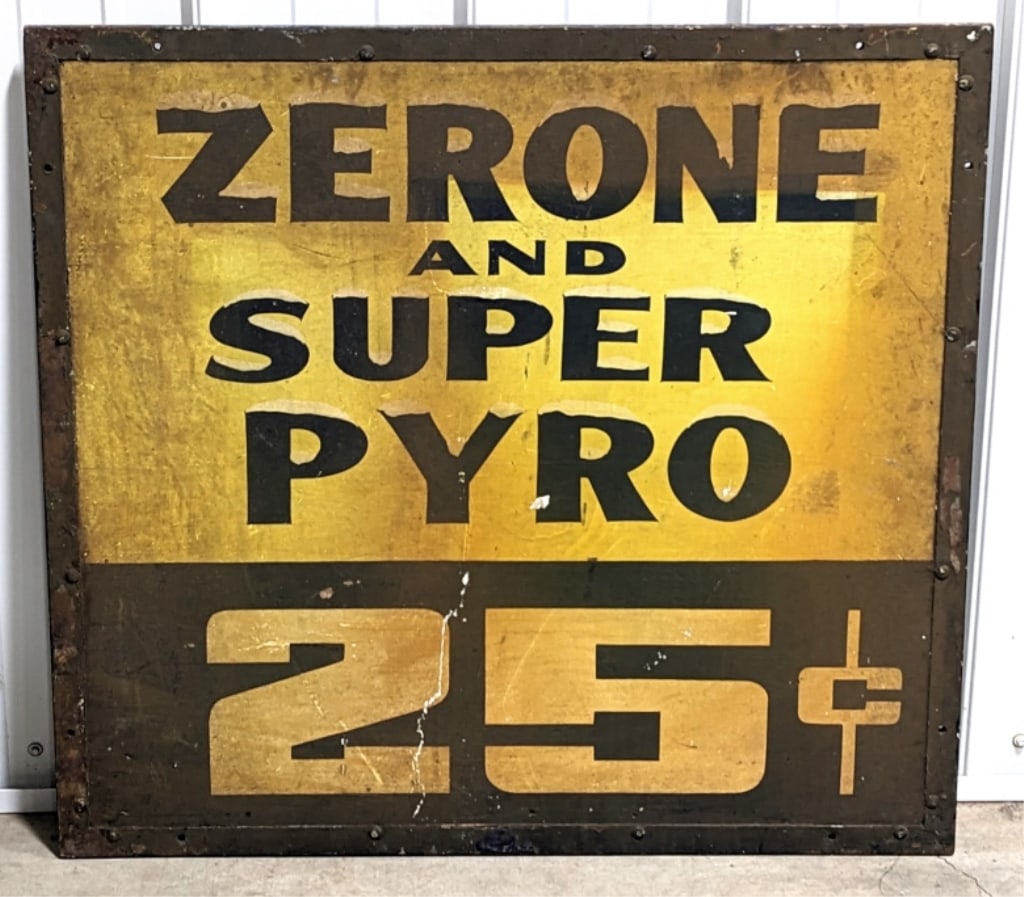 ZERONE
AND
SUPER
PYRO
25¢